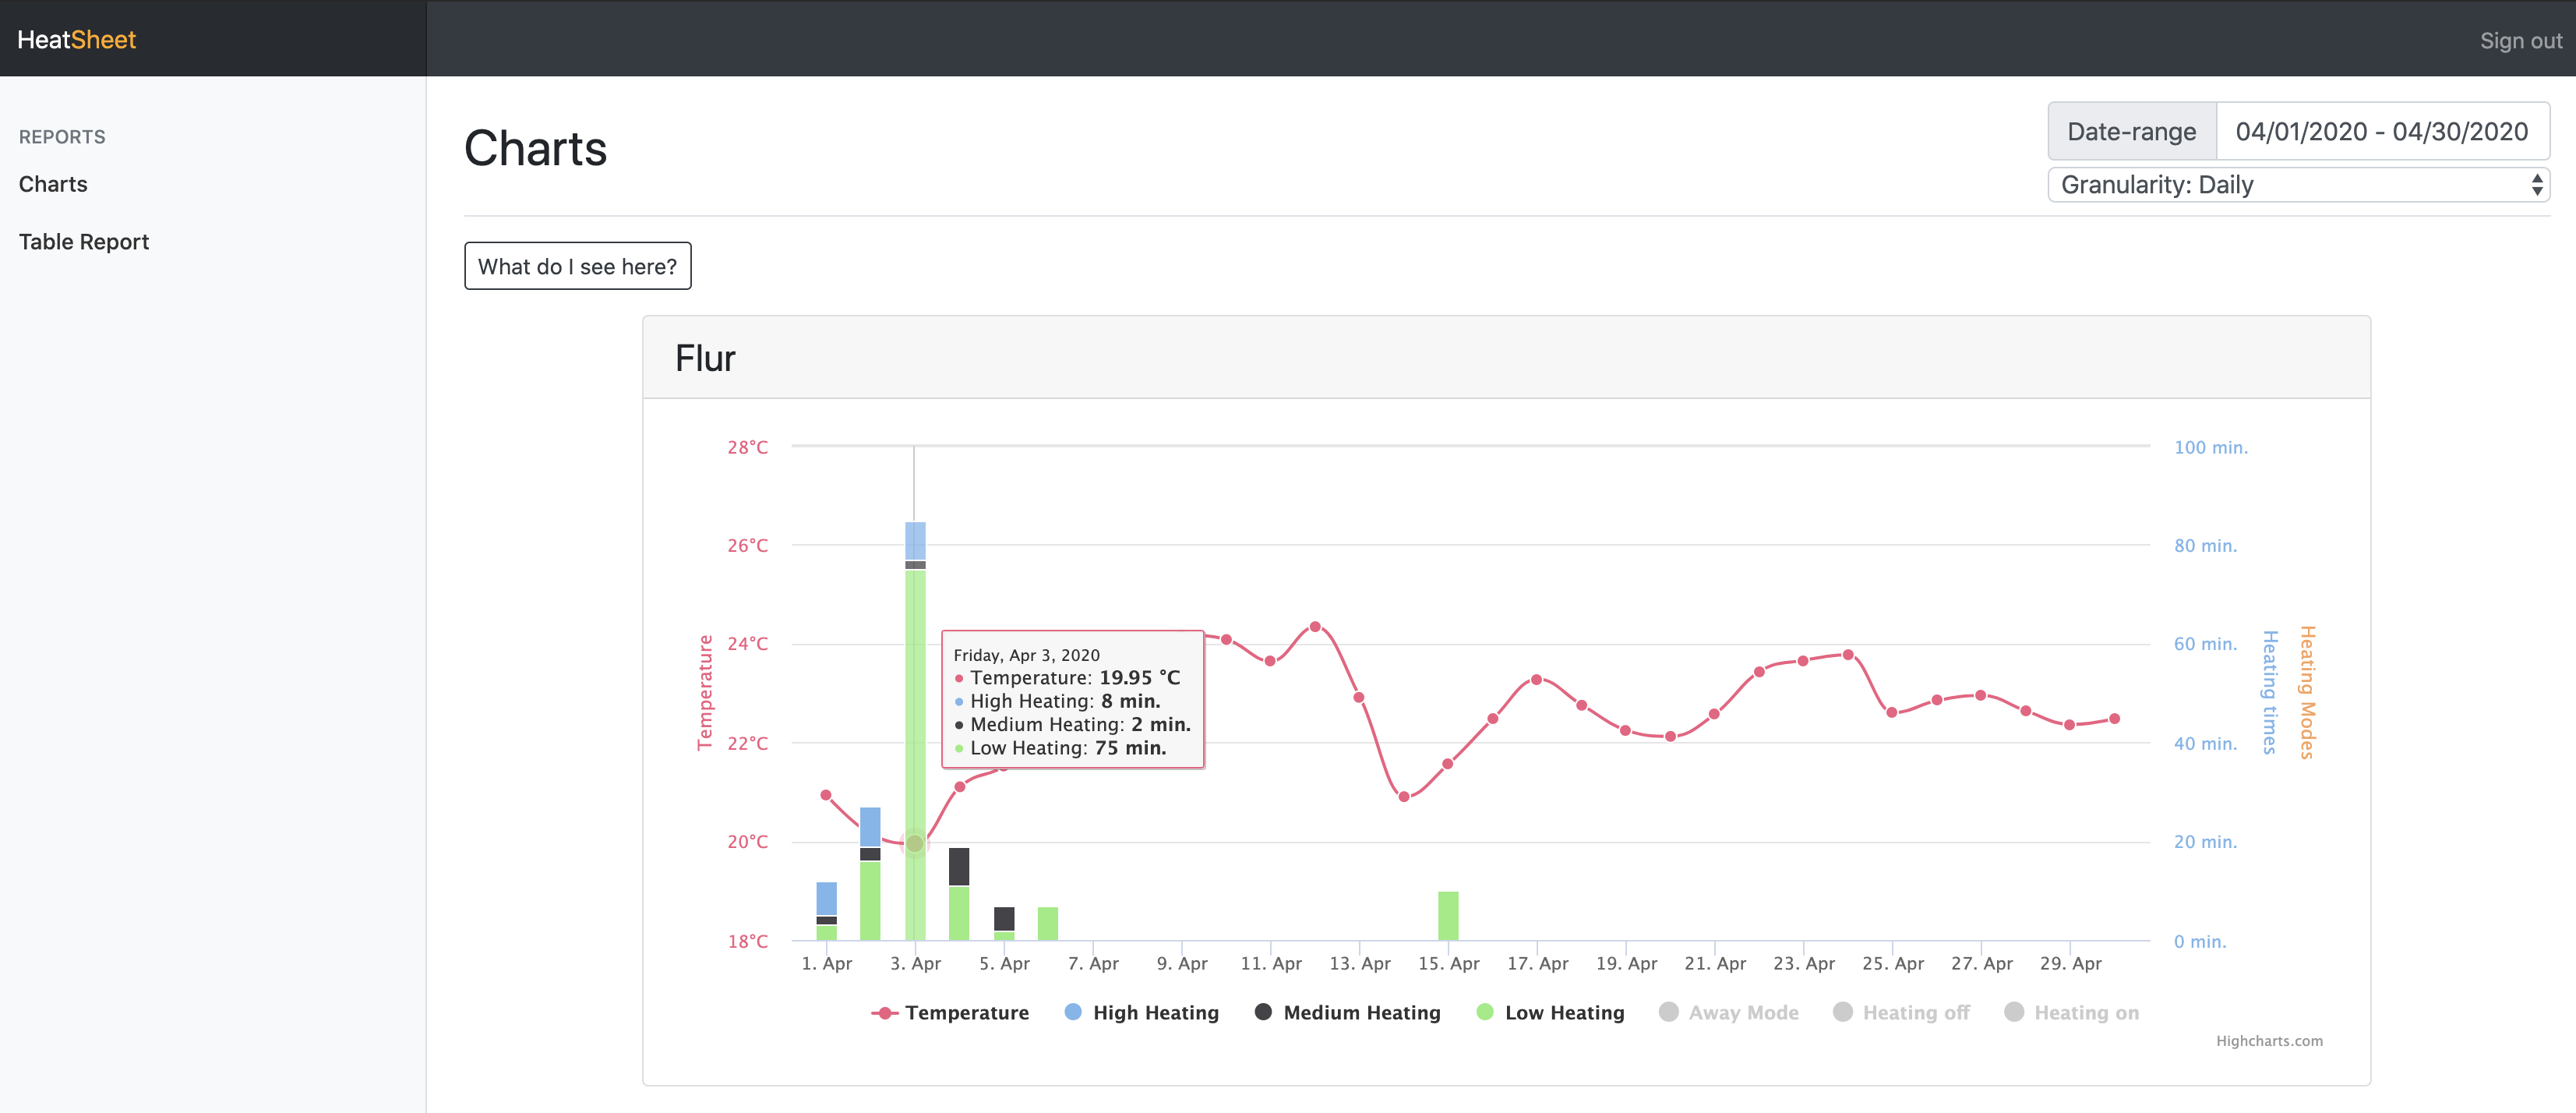 HeatSheet
Sign out
REPORTS
Charts
Table Report
Charts
Date-range 04/01/2020 - 04/30/2020
Granularity: Daily
What do I see here?
Flur
28°C
26°C
24°C
22°C
20°C
18°C
Temperature
Friday, Apr 3, 2020
Temperature: 19.95 °C
High Heating: 8 min.
Medium Heating: 2 min.
Low Heating: 75 min.
100 min.
80 min.
60 min.
40 min.
20 min.
0 min.
Heating times
Heating Modes
1. Apr 3. Apr 5. Apr 7. Apr 9. Apr 11. Apr 13. Apr 15. Apr 17. Apr 19. Apr 21. Apr 23. Apr 25. Apr 27. Apr 29. Apr
Temperature High Heating Medium Heating Low Heating Away Mode Heating off Heating on
Highcharts.com